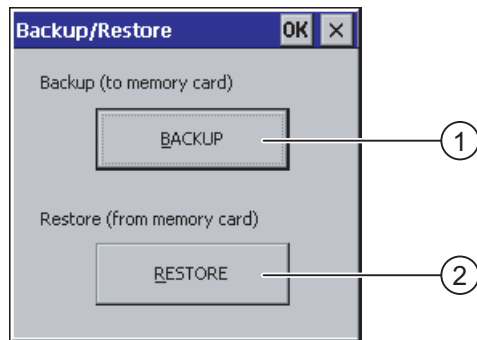 Backup/Restore OK ×
Backup (to memory card)
BACKUP 1
Restore (from memory card)
RESTORE 2